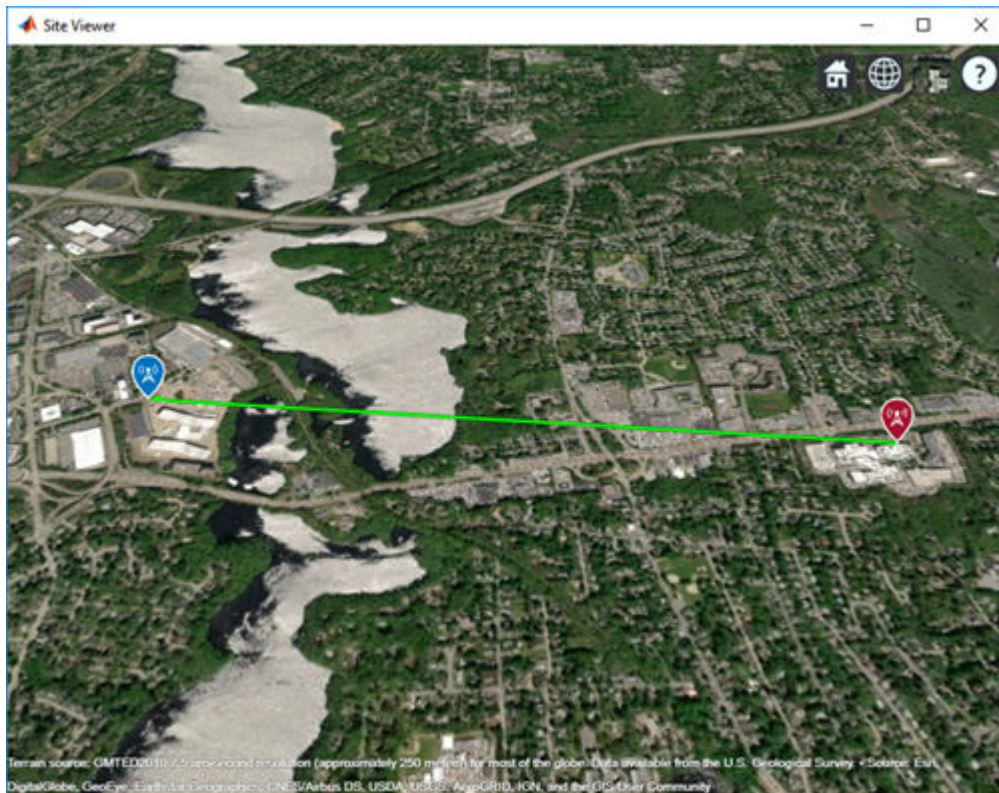 Site Viewer
?
Terrain source: GMTED2010 7.5 arc-second resolution (approximately 250 meters) for most of the globe. Data available from the U.S. Geological Survey. • Source: Esri,
DigitalGlobe, GeoEye, Earthstar Geographics, CNES/Airbus DS, USDA, USGS, AeroGRID, IGN, and the GIS User Community